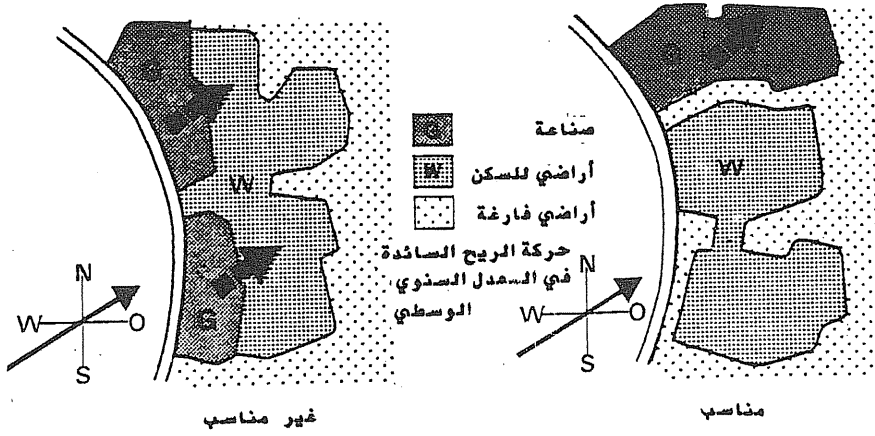 G
W
G
N
W
O
S
غير مناسب
G صناعة
W أراضي للسكن
أراضي فارغة
حركة الريح السائدة
في المعدل السنوي
الوسطي
G
W
N
W
O
S
مناسب